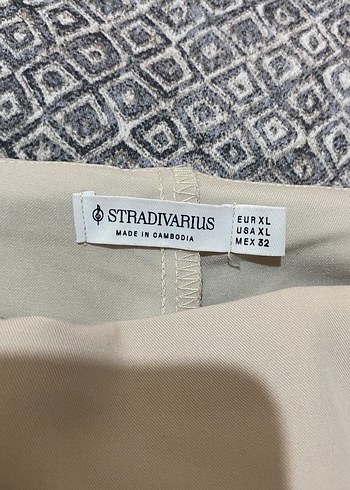 STRADIVARIUS
MADE IN CAMBODIA
EUR XL
USA XL
MEX 32